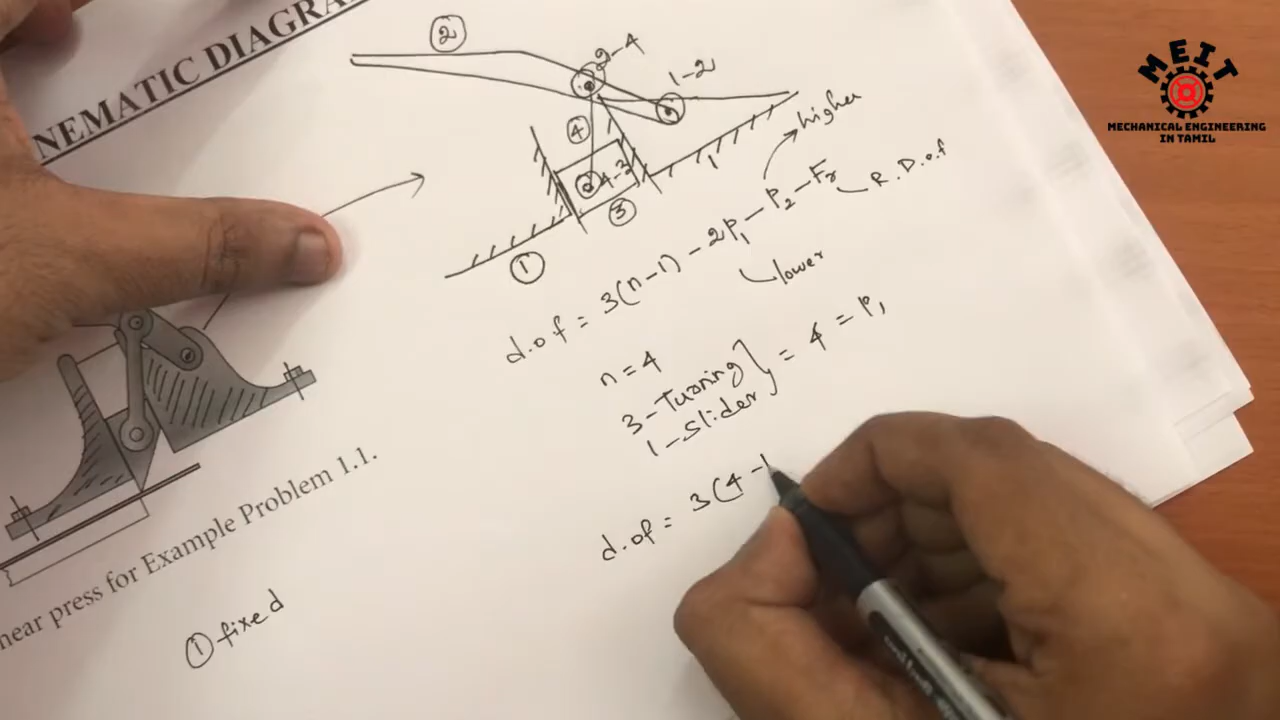 NEMATIC DIAGRA
MEIT
MECHANICAL ENGINEERING
IN TAMIL
②
2-4
1-2
④
4-3
③
1
①
higher
d.of = 3(n-1) - 2P₁ - P₂ - Fr
R.D.o.f
lower
n = 4
3 - Turning
1 - Slider } = 4 = P₁
d.of = 3(4-1
near press for Example Problem 1.1.
① fixed